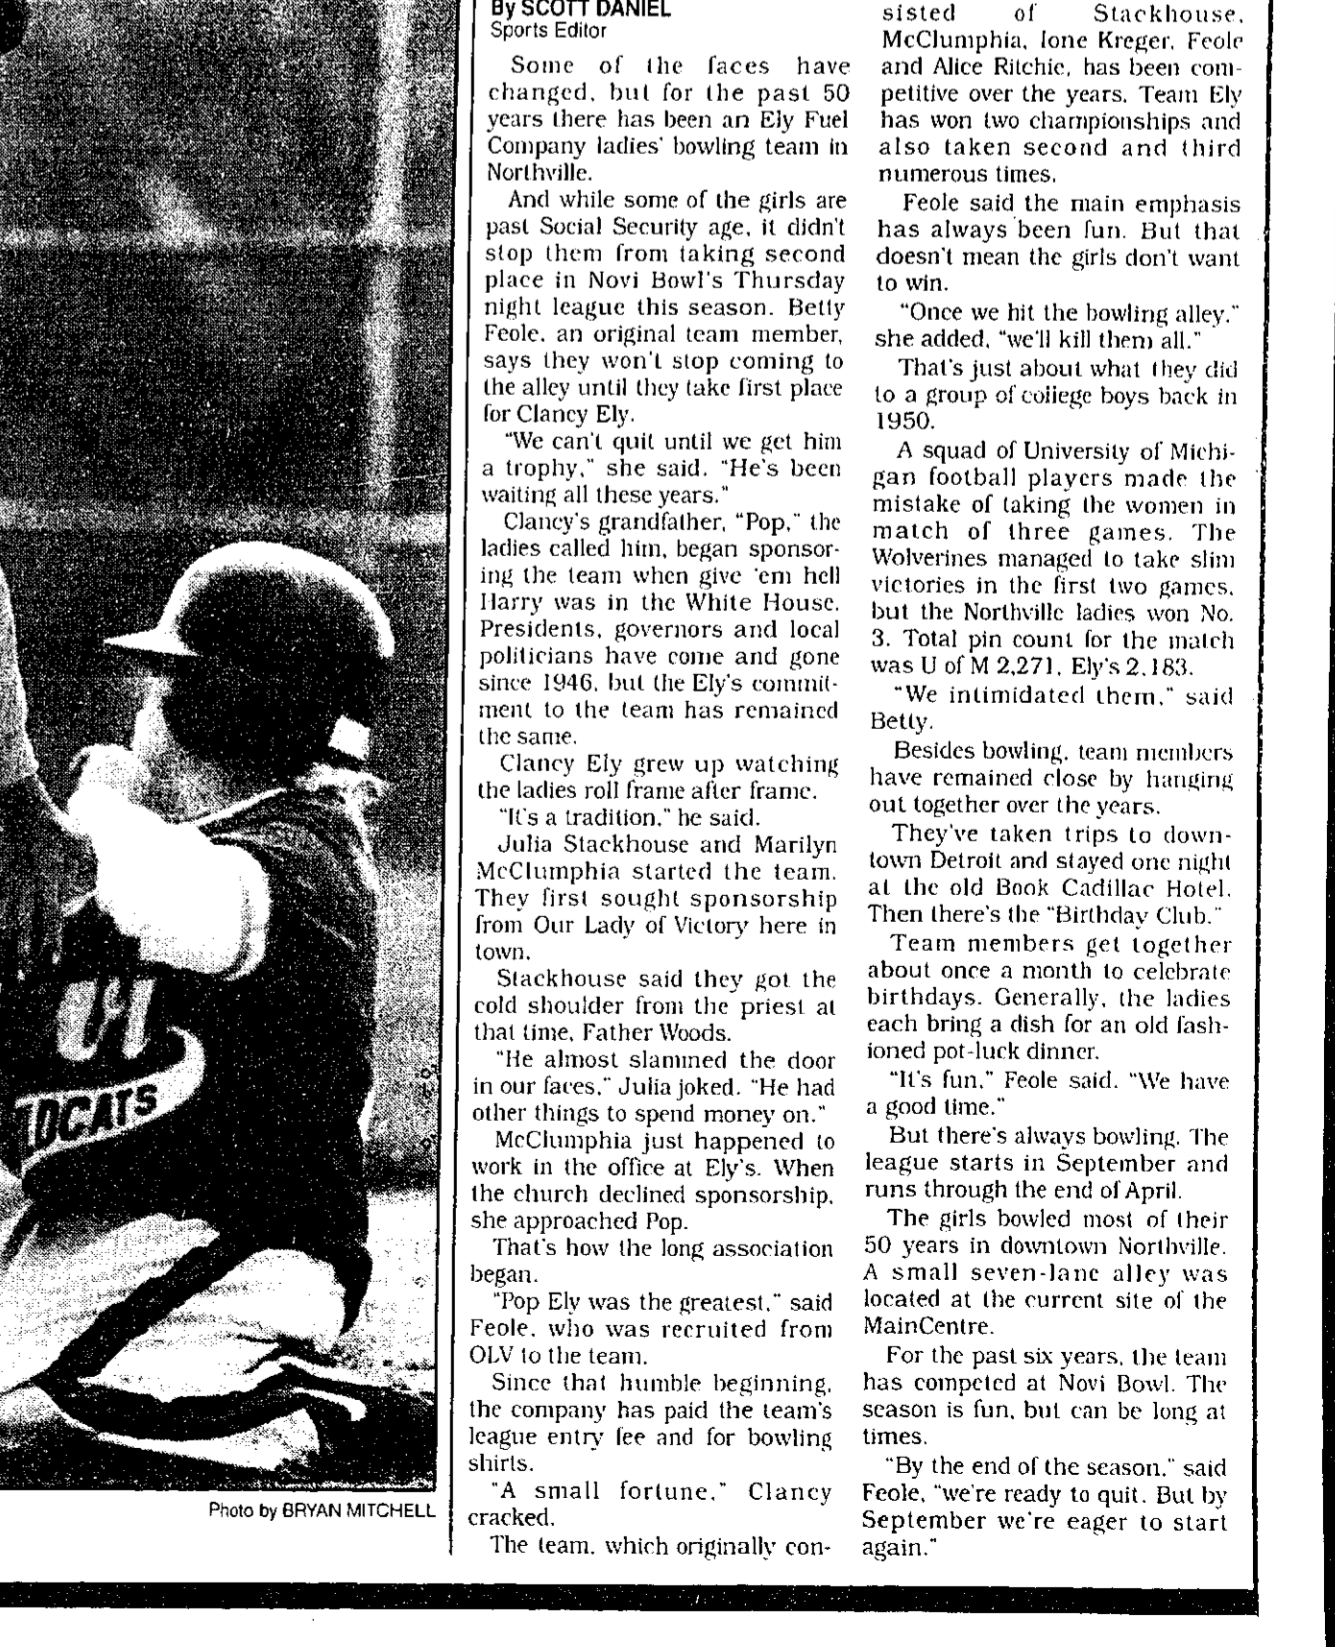 By SCOTT DANIEL
Sports Editor
Some of the faces have
changed, but for the past 50
years there has been an Ely Fuel
Company ladies' bowling team in
Northville.
And while some of the girls are
past Social Security age, it didn't
stop them from taking second
place in Novi Bowl's Thursday
night league this season. Betty
Feole, an original team member,
says they won't stop coming to
the alley until they take first place
for Clancy Ely.
"We can't quit until we get him
a trophy," she said. "He's been
waiting all these years."
Clancy's grandfather, "Pop," the
ladies called him, began sponsor-
ing the team when give 'em hell
Harry was in the White House.
Presidents, governors and local
politicians have come and gone
since 1946, but the Ely's commit-
ment to the team has remained
the same.
Clancy Ely grew up watching
the ladies roll frame after frame.
"It's a tradition," he said.
Julia Stackhouse and Marilyn
McClumphia started the team.
They first sought sponsorship
from Our Lady of Victory here in
town.
Stackhouse said they got the
cold shoulder from the priest at
that time, Father Woods.
"He almost slammed the door
in our faces," Julia joked. "He had
other things to spend money on."
McClumphia just happened to
work in the office at Ely's. When
the church declined sponsorship,
she approached Pop.
That's how the long association
began.
"Pop Ely was the greatest," said
Feole, who was recruited from
OLV to the team.
Since that humble beginning,
the company has paid the team's
league entry fee and for bowling
shirts.
"A small fortune," Clancy
cracked.
The team, which originally con-
sisted of Stackhouse,
McClumphia, Ione Kreger, Feole
and Alice Ritchie, has been com-
petitive over the years. Team Ely
has won two championships and
also taken second and third
numerous times.
Feole said the main emphasis
has always been fun. But that
doesn't mean the girls don't want
to win.
"Once we hit the bowling alley,"
she added, "we'll kill them all."
That's just about what they did
to a group of college boys back in
1950.
A squad of University of Michi-
gan football players made the
mistake of taking the women in
match of three games. The
Wolverines managed to take slim
victories in the first two games,
but the Northville ladies won No.
3. Total pin count for the match
was U of M 2,271, Ely's 2,183.
"We intimidated them," said
Betty.
Besides bowling, team members
have remained close by hanging
out together over the years.
They've taken trips to down-
town Detroit and stayed one night
at the old Book Cadillac Hotel.
Then there's the "Birthday Club."
Team members get together
about once a month to celebrate
birthdays. Generally, the ladies
each bring a dish for an old fash-
ioned pot-luck dinner.
"It's fun," Feole said. "We have
a good time."
But there's always bowling. The
league starts in September and
runs through the end of April.
The girls bowled most of their
50 years in downtown Northville.
A small seven-lane alley was
located at the current site of the
MainCentre.
For the past six years, the team
has competed at Novi Bowl. The
season is fun, but can be long at
times.
"By the end of the season," said
Feole, "we're ready to quit. But by
September we're eager to start
again."
DCATS
Photo by BRYAN MITCHELL